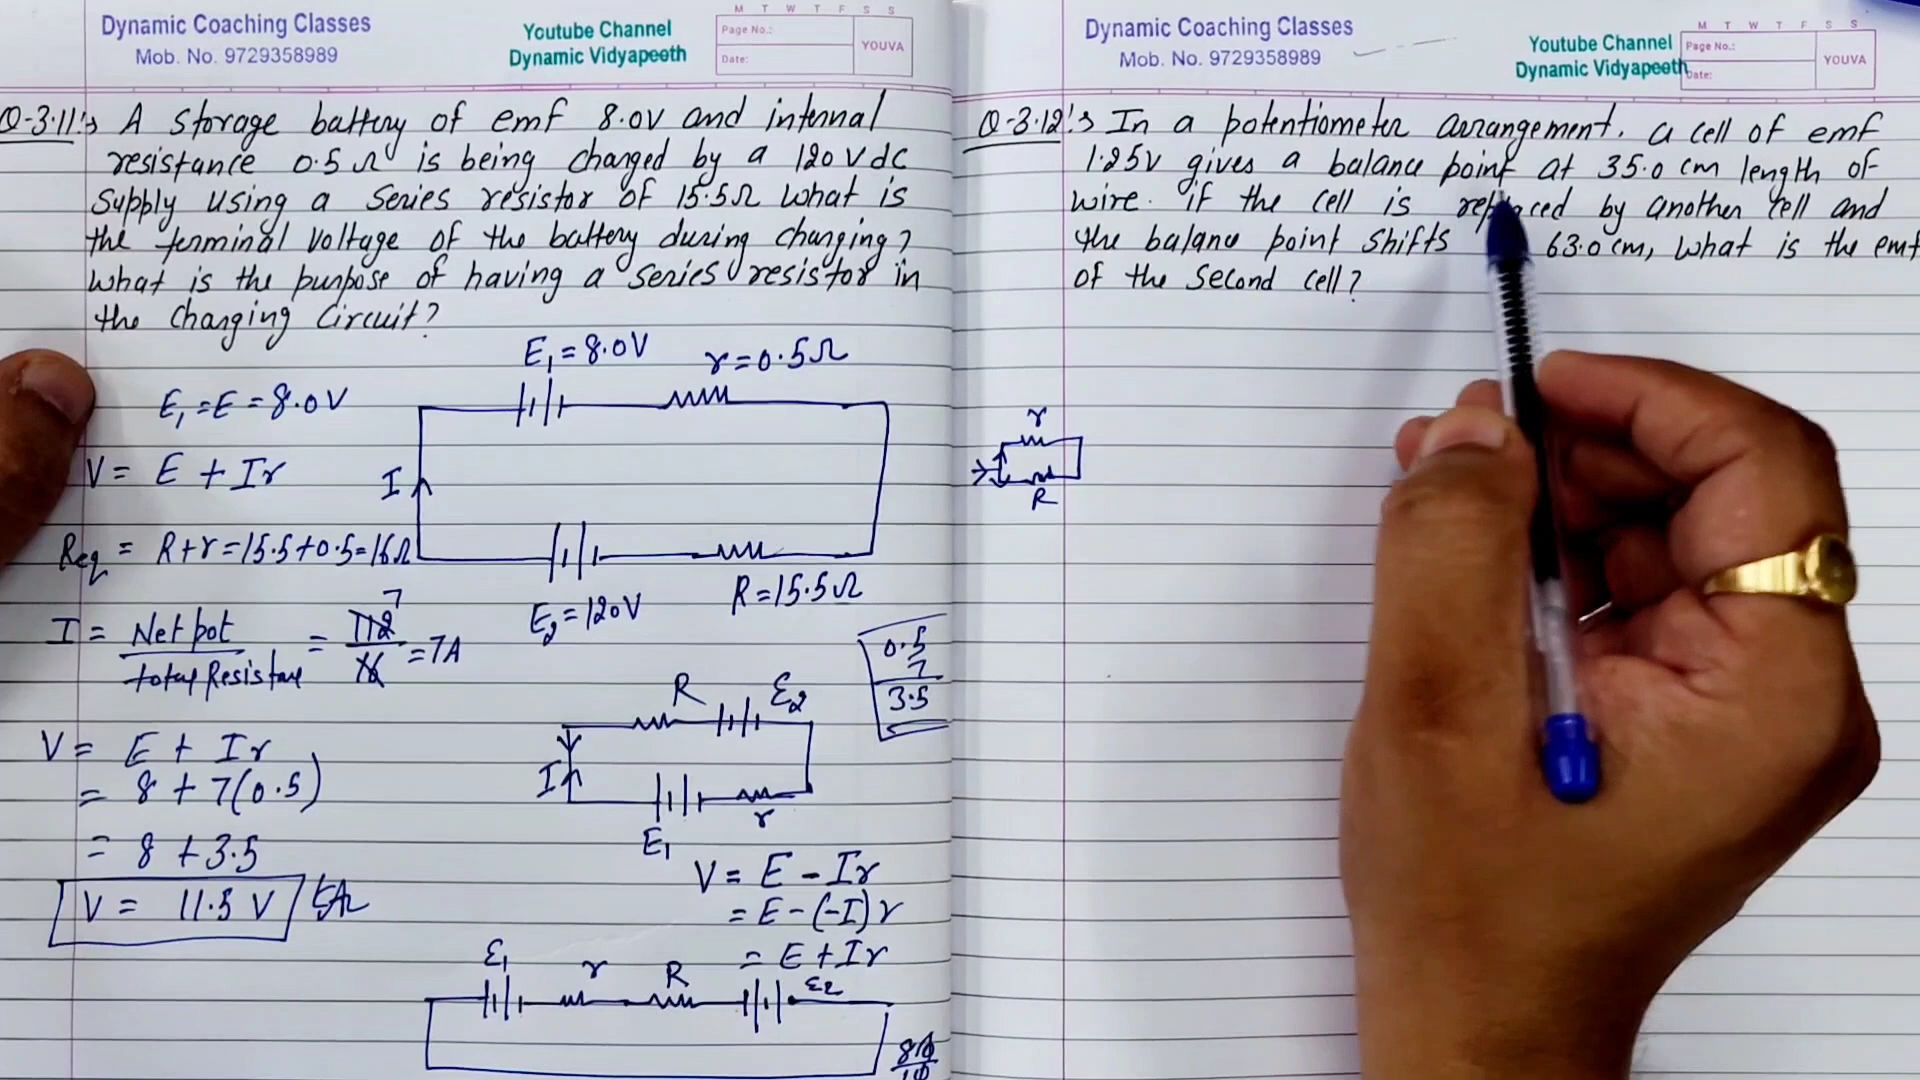 Dynamic Coaching Classes
Mob. No. 9729358989
Youtube Channel
Dynamic Vidyapeeth
M T W T F S S
Page No.:
Date:
YOUVA
Q-3.11:→ A storage battery of emf 8.0V and internal
resistance 0.5Ω is being charged by a 120V dc
Supply using a series resistor of 15.5Ω What is
the terminal voltage of the battery during charging?
What is the purpose of having a series resistor in
the Charging Circuit?
E₁=8.0V r=0.5Ω
E₁=E=8.0V
V= E + Ir
I
Req = R+r=15.5+0.5=16Ω
R=15.5Ω
E₂=120V
I = Net pot / total Resistance = 112/16 = 7A
7
0.5
7
3.5
R ε₂
I
E₁ r
V= E + Ir
= 8 + 7(0.5)
= 8 + 3.5
V= 11.5 V
V= E - Ir
= E-(-I)r
= E+Ir
ε₁ r R ε₂
Dynamic Coaching Classes
Mob. No. 9729358989
Youtube Channel
Dynamic Vidyapeeth
M T W T F S S
Page No.:
Date:
YOUVA
Q-3.12:→ In a potentiometer arrangement. a cell of emf
1.25V gives a balance point at 35.0 cm length of
wire. if the cell is replaced by another cell and
the balance point shifts 63.0cm, What is the emf
of the second cell?
r
R